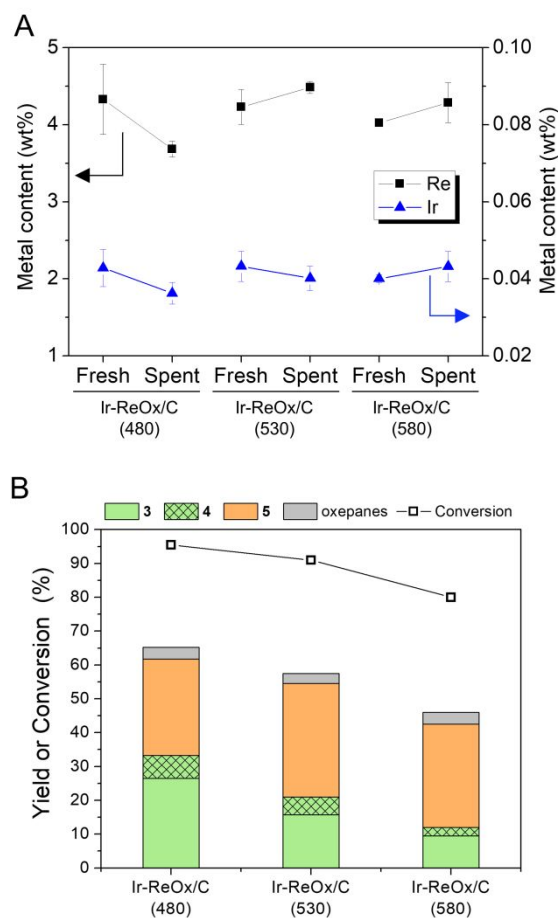 A
Metal content (wt%)
5
4
3
2
1
0.10
0.08
0.06
0.04
0.02
Metal content (wt%)
Re
Ir
Fresh Spent Fresh Spent Fresh Spent
Ir-ReOx/C Ir-ReOx/C Ir-ReOx/C
(480) (530) (580)
B
3 4 5 oxepanes Conversion
Yield or Conversion (%)
100
90
80
70
60
50
40
30
20
10
0
Ir-ReOx/C Ir-ReOx/C Ir-ReOx/C
(480) (530) (580)